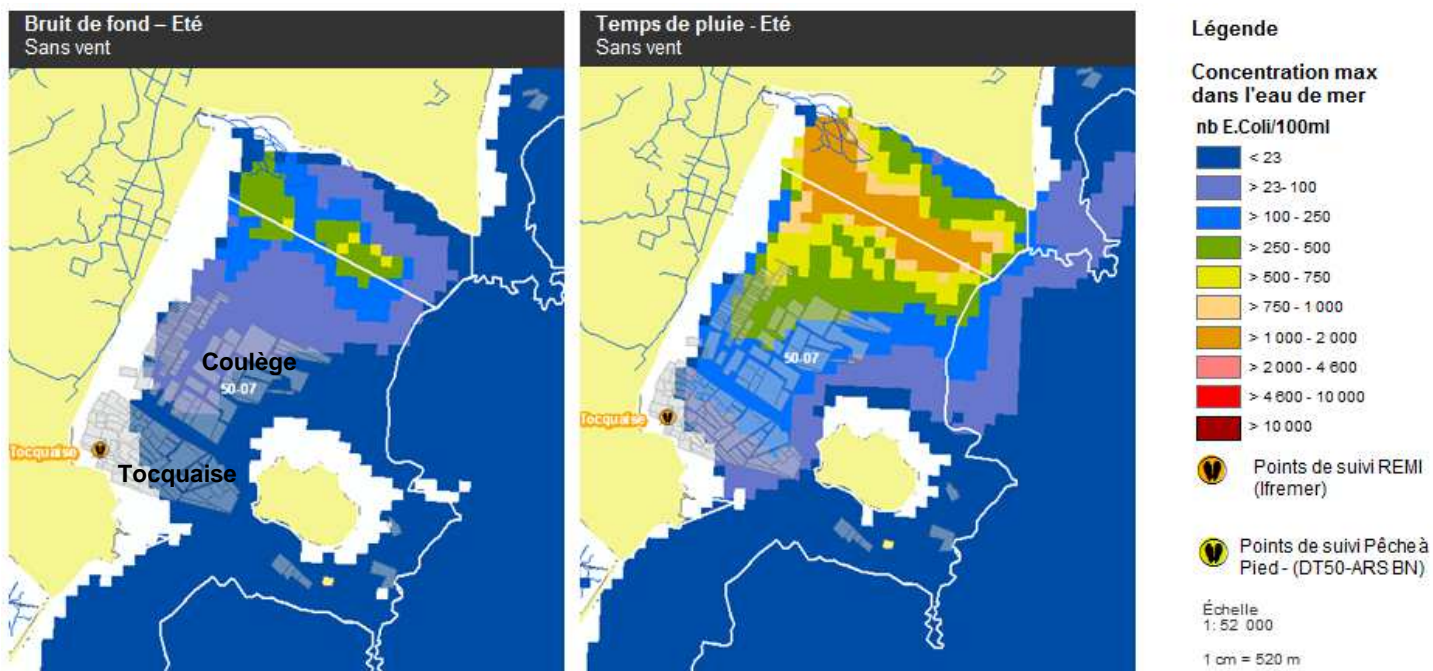 Bruit de fond – Eté
Sans vent
Coulège
50-07
Tocquaise
Tocquaise
Temps de pluie - Eté
Sans vent
50-07
Tocquaise
Légende
Concentration max
dans l'eau de mer
nb E.Coli/100ml
< 23
> 23- 100
> 100 - 250
> 250 - 500
> 500 - 750
> 750 - 1 000
> 1 000 - 2 000
> 2 000 - 4 600
> 4 600 - 10 000
> 10 000
Points de suivi REMI
(Ifremer)
Points de suivi Pêche à
Pied - (DT50-ARS BN)
Échelle
1: 52 000
1 cm = 520 m